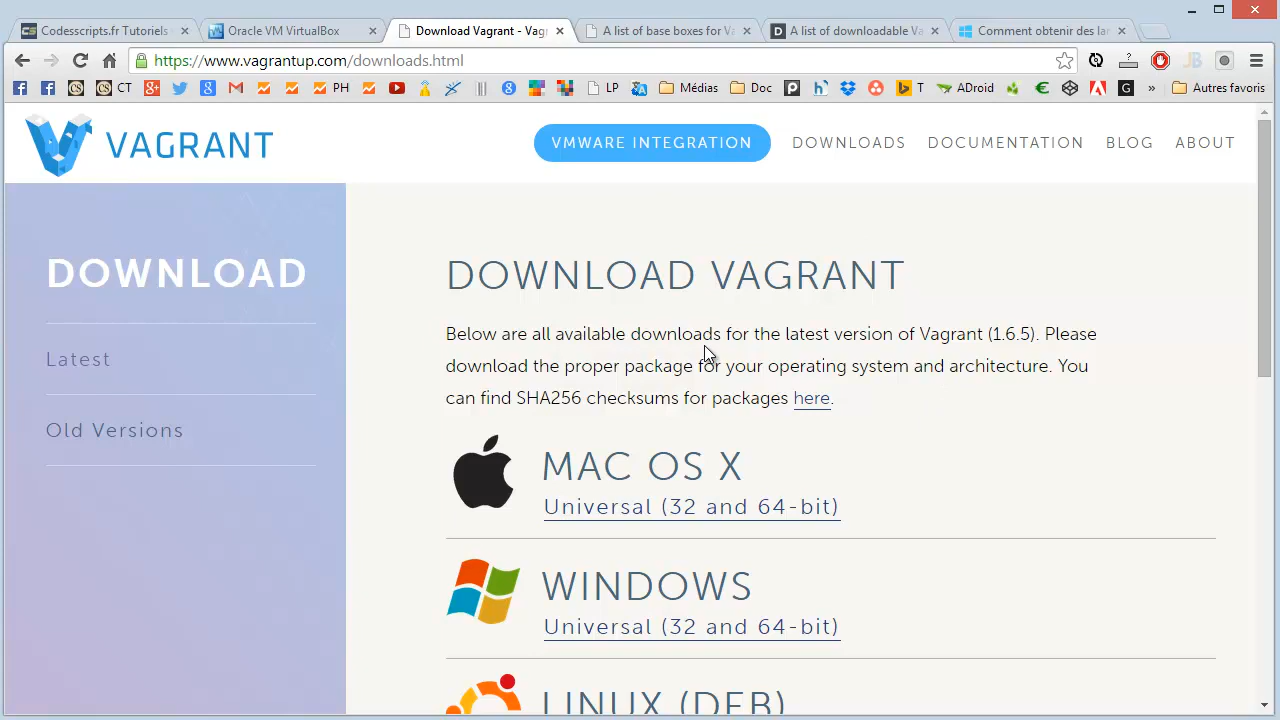 Codesscripts.fr Tutoriels
Oracle VM VirtualBox
Download Vagrant - Vagr
A list of base boxes for Va
A list of downloadable Va
Comment obtenir des lan
https://www.vagrantup.com/downloads.html
CT
PH
LP
Médias
Doc
T
ADroid
G
»
Autres favoris
VAGRANT
VMWARE INTEGRATION
DOWNLOADS
DOCUMENTATION
BLOG
ABOUT
DOWNLOAD
Latest
Old Versions
DOWNLOAD VAGRANT
Below are all available downloads for the latest version of Vagrant (1.6.5). Please
download the proper package for your operating system and architecture. You
can find SHA256 checksums for packages here.
MAC OS X
Universal (32 and 64-bit)
WINDOWS
Universal (32 and 64-bit)
LINUX (DEB)